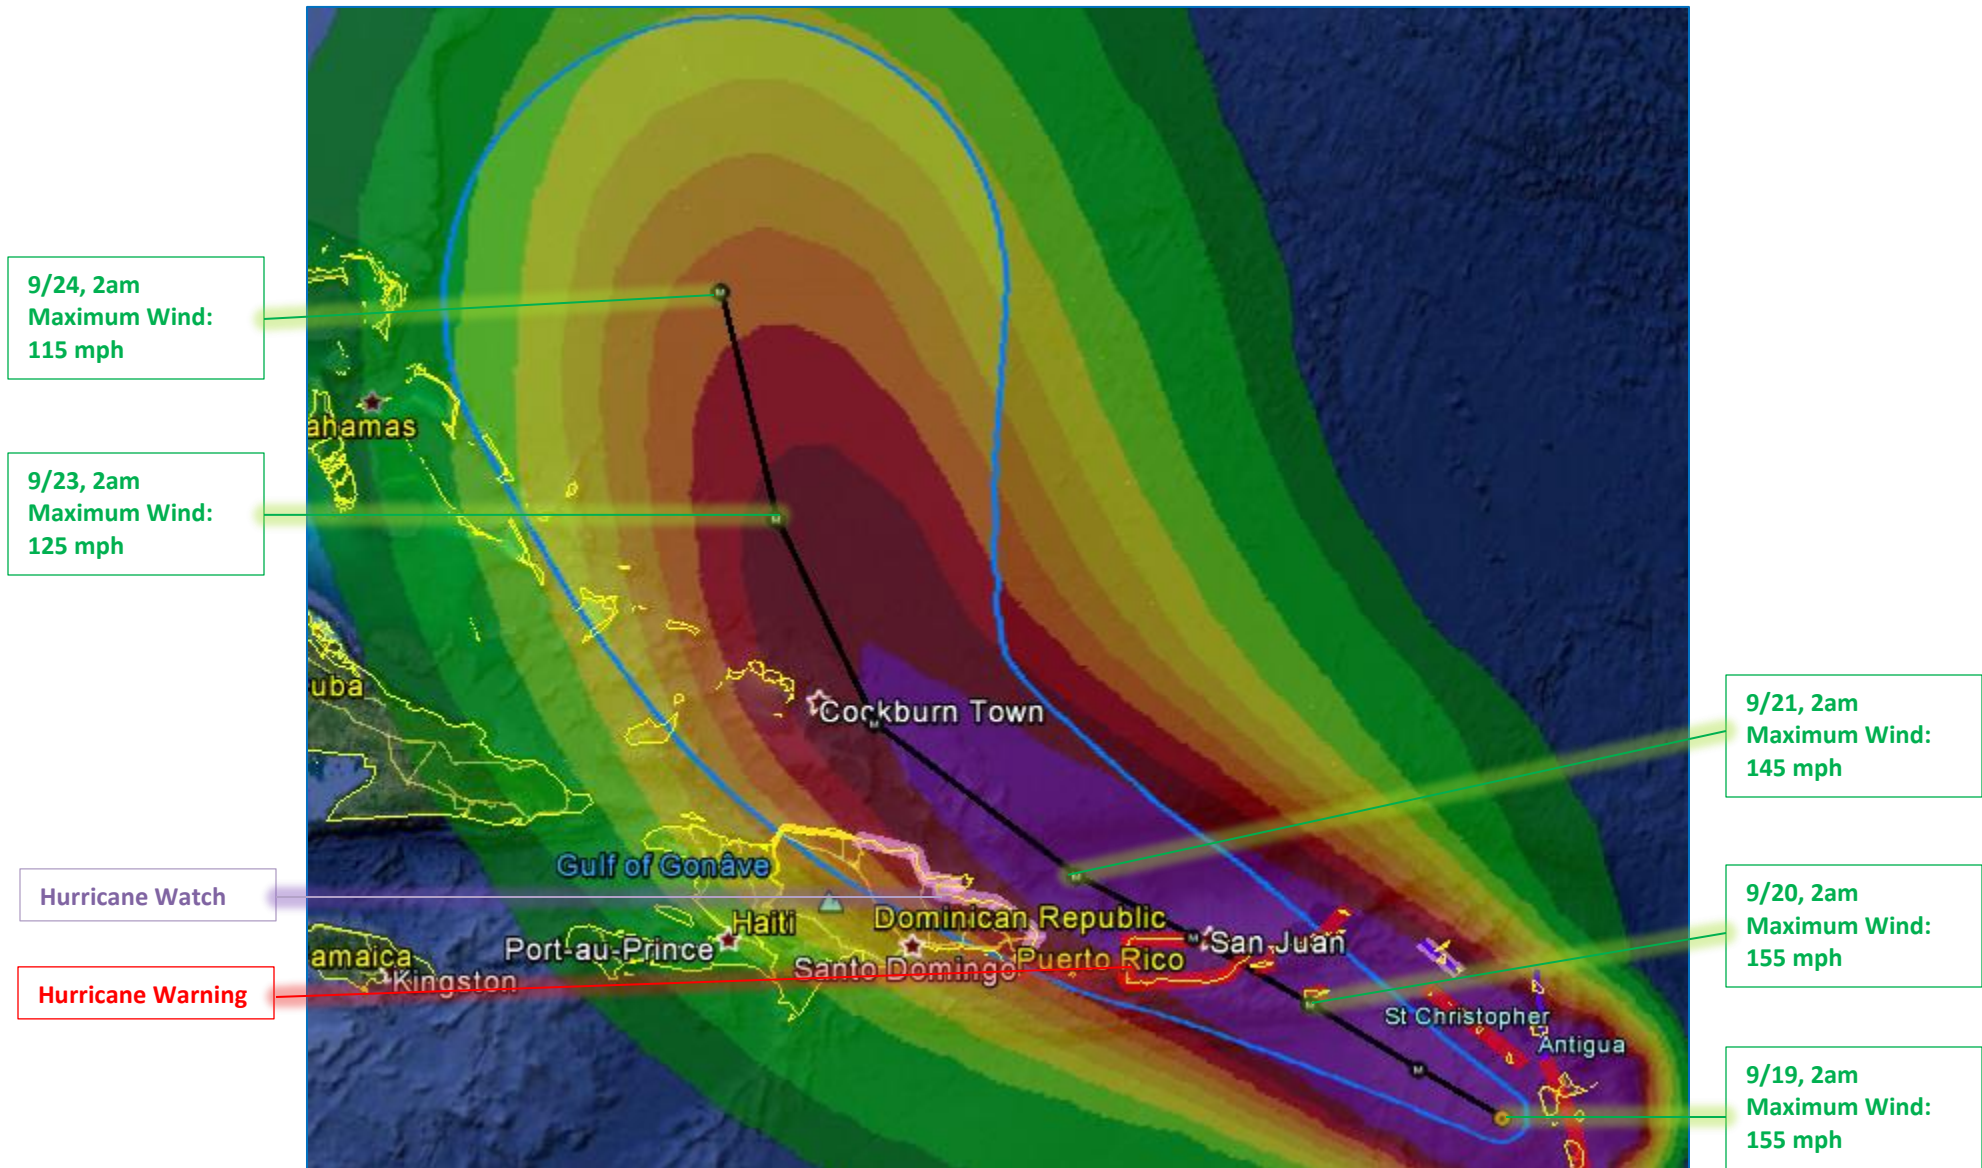 9/24, 2am
Maximum Wind:
115 mph
ahamas
9/23, 2am
Maximum Wind:
125 mph
uba
Cockburn Town
9/21, 2am
Maximum Wind:
145 mph
Gulf of Gonâve
Hurricane Watch
Haiti
Dominican Republic
9/20, 2am
Maximum Wind:
155 mph
amaica
Port-au-Prince
San Juan
Santo Domingo
Puerto Rico
Kingston
Hurricane Warning
St Christopher
Antigua
9/19, 2am
Maximum Wind:
155 mph
M
M
M
M
M
M
M